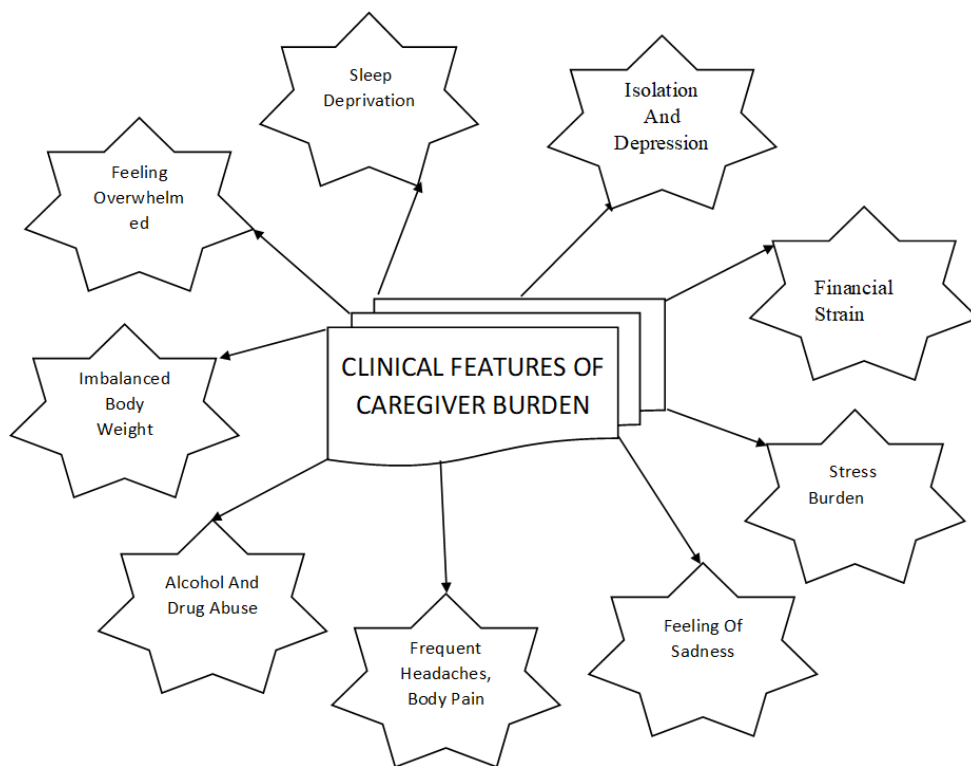 Sleep
Deprivation
Isolation
And
Depression
Feeling
Overwhelm
ed
Financial
Strain
CLINICAL FEATURES OF
CAREGIVER BURDEN
Imbalanced
Body
Weight
Stress
Burden
Alcohol And
Drug Abuse
Feeling Of
Sadness
Frequent
Headaches,
Body Pain